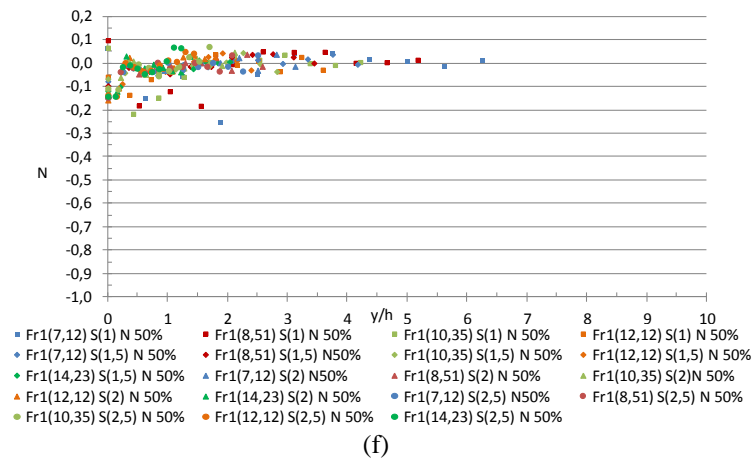 0,2
0,1
0,0
-0,1
-0,2
-0,3
N
-0,4
-0,5
-0,6
-0,7
-0,8
-0,9
-1,0
0 1 2 3 4 5 6 7 8 9 10
y/h
Fr1(7,12) S(1) N 50% Fr1(8,51) S(1) N 50% Fr1(10,35) S(1) N 50% Fr1(12,12) S(1) N 50%
Fr1(7,12) S(1,5) N 50% Fr1(8,51) S(1,5) N50% Fr1(10,35) S(1,5) N 50% Fr1(12,12) S(1,5) N 50%
Fr1(14,23) S(1,5) N 50% Fr1(7,12) S(2) N50% Fr1(8,51) S(2) N 50% Fr1(10,35) S(2)N 50%
Fr1(12,12) S(2) N 50% Fr1(14,23) S(2) N 50% Fr1(7,12) S(2,5) N50% Fr1(8,51) S(2,5) N 50%
Fr1(10,35) S(2,5) N 50% Fr1(12,12) S(2,5) N 50% Fr1(14,23) S(2,5) N 50%
(f)